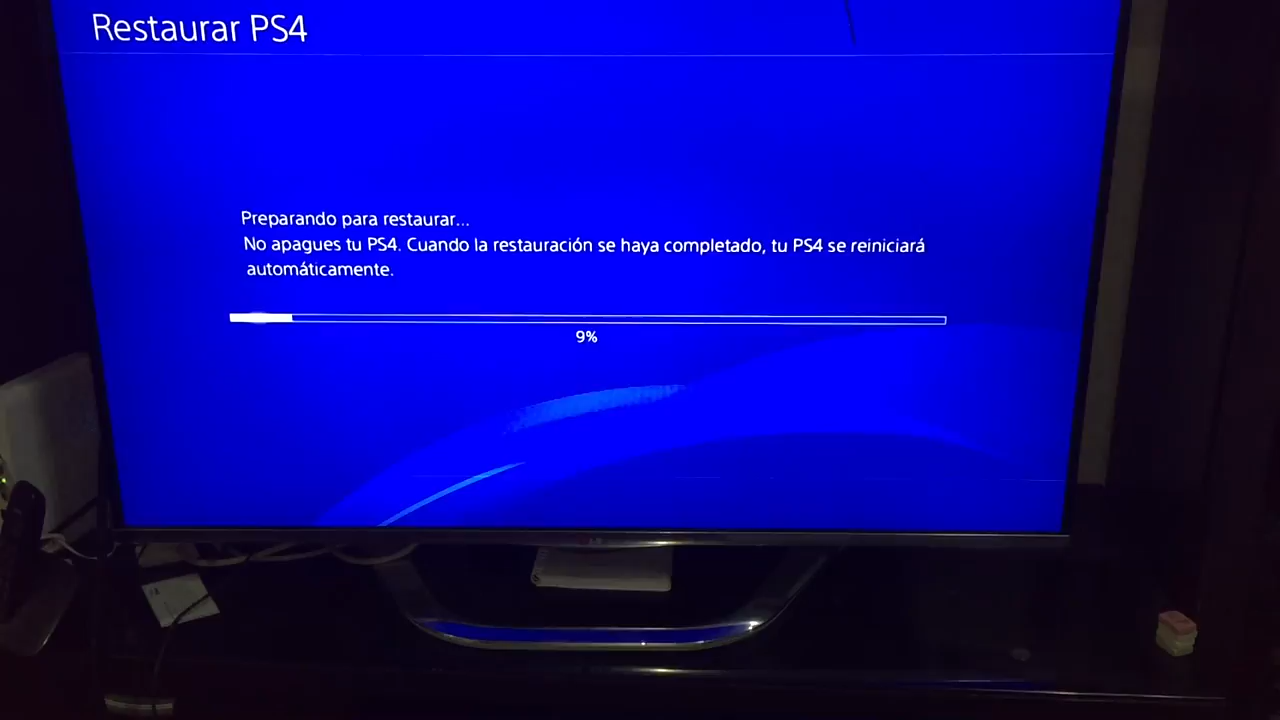 Restaurar PS4
Preparando para restaurar...
No apagues tu PS4. Cuando la restauración se haya completado, tu PS4 se reiniciará
automáticamente.
9%
LG